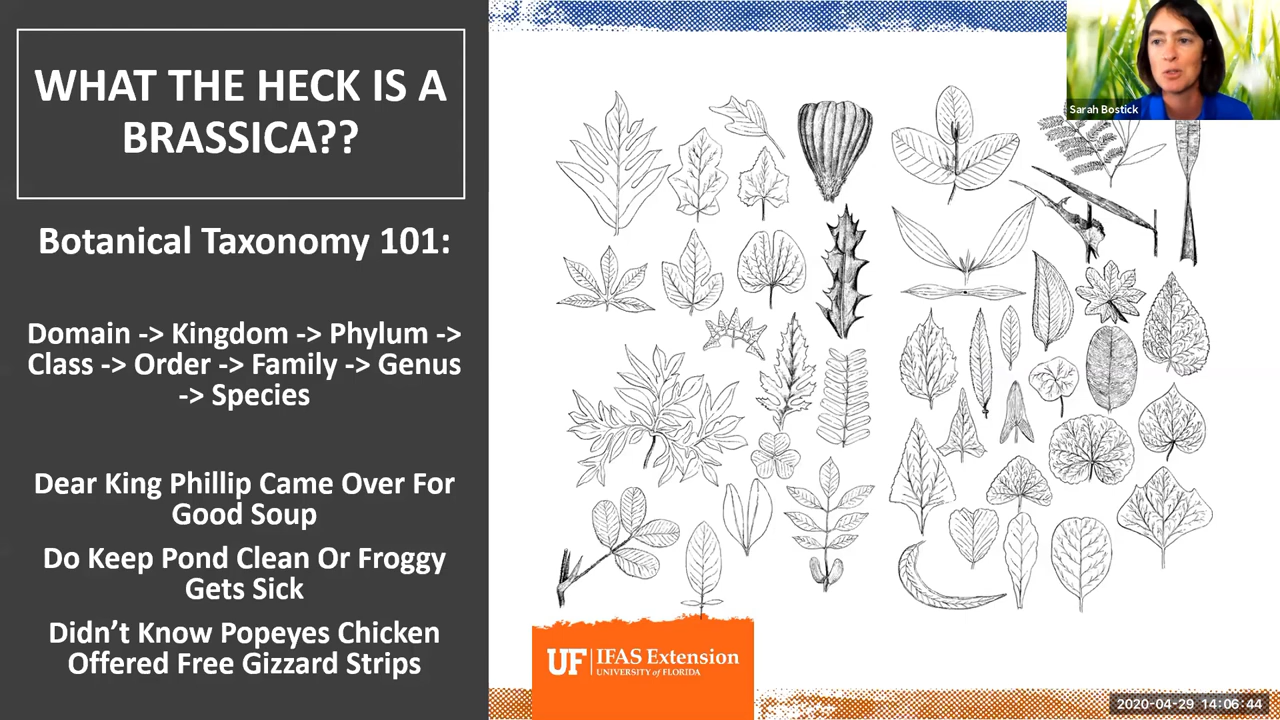 WHAT THE HECK IS A
BRASSICA??
Botanical Taxonomy 101:
Domain -> Kingdom -> Phylum ->
Class -> Order -> Family -> Genus
-> Species
Dear King Phillip Came Over For
Good Soup
Do Keep Pond Clean Or Froggy
Gets Sick
Didn’t Know Popeyes Chicken
Offered Free Gizzard Strips
Sarah Bostick
UF IFAS Extension
UNIVERSITY of FLORIDA
2020-04-29 14:06:44